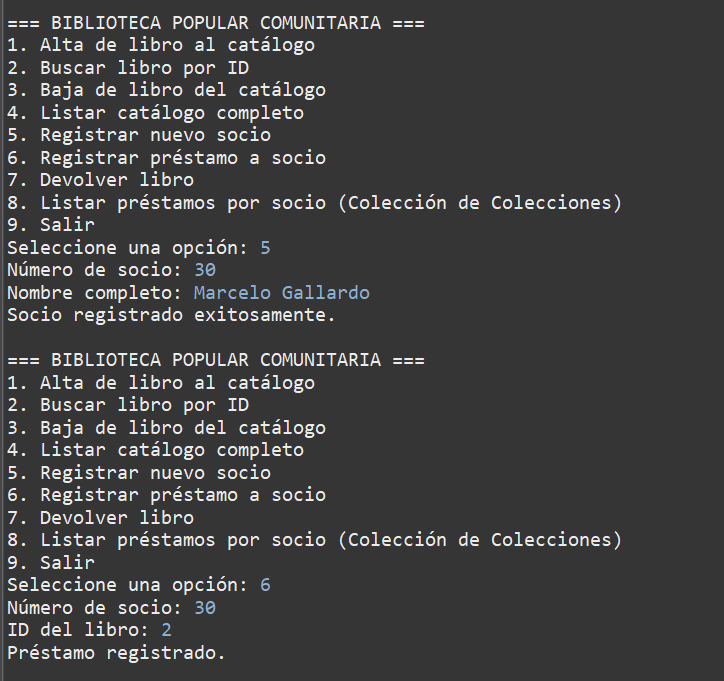 === BIBLIOTECA POPULAR COMUNITARIA ===
1. Alta de libro al catálogo
2. Buscar libro por ID
3. Baja de libro del catálogo
4. Listar catálogo completo
5. Registrar nuevo socio
6. Registrar préstamo a socio
7. Devolver libro
8. Listar préstamos por socio (Colección de Colecciones)
9. Salir
Seleccione una opción: 5
Número de socio: 30
Nombre completo: Marcelo Gallardo
Socio registrado exitosamente.

=== BIBLIOTECA POPULAR COMUNITARIA ===
1. Alta de libro al catálogo
2. Buscar libro por ID
3. Baja de libro del catálogo
4. Listar catálogo completo
5. Registrar nuevo socio
6. Registrar préstamo a socio
7. Devolver libro
8. Listar préstamos por socio (Colección de Colecciones)
9. Salir
Seleccione una opción: 6
Número de socio: 30
ID del libro: 2
Préstamo registrado.